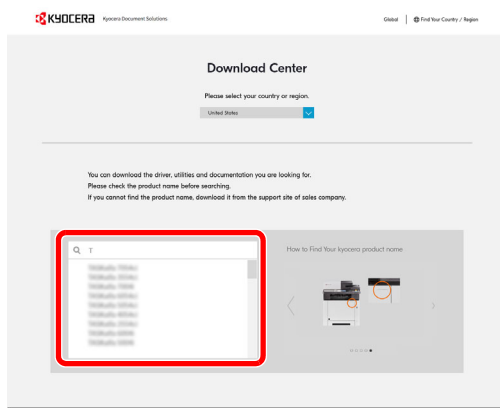 KYOCERA Kyocera Document Solutions.
Global Find Your Country / Region
Download Center
Please select your country or region.
United States
You can download the driver, utilities and documentation you are looking for.
Please check the product name before searching.
If you cannot find the product name, download it from the support site of sales company.
T
How to Find Your kyocera product name